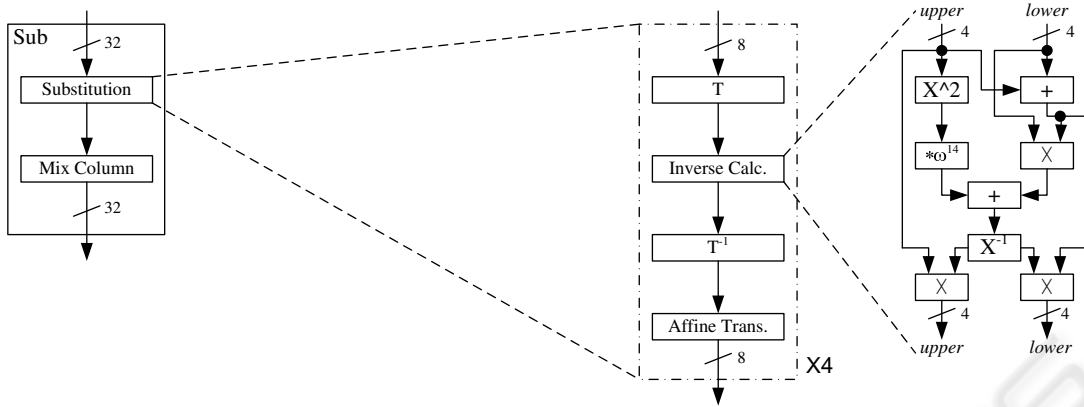 Sub
32
Substitution
Mix Column
32
8
T
Inverse Calc.
T-1
Affine Trans.
8
X4
upper lower
4 4
X^2 +
*ω14 X
+
X-1
X X
4 4
upper lower